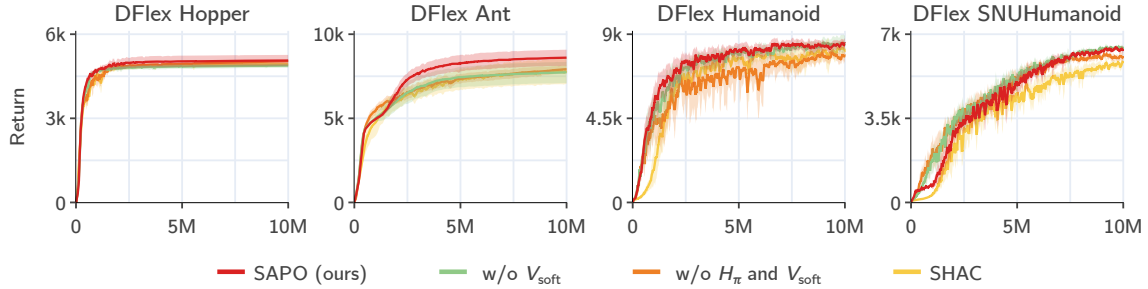 DFlex Hopper
DFlex Ant
DFlex Humanoid
DFlex SNUHumanoid
Return
6k
3k
0
0
5M
10M
10k
5k
0
0
5M
10M
9k
4.5k
0
0
5M
10M
7k
3.5k
0
0
5M
10M
SAPO (ours)
w/o V_soft
w/o H_π and V_soft
SHAC